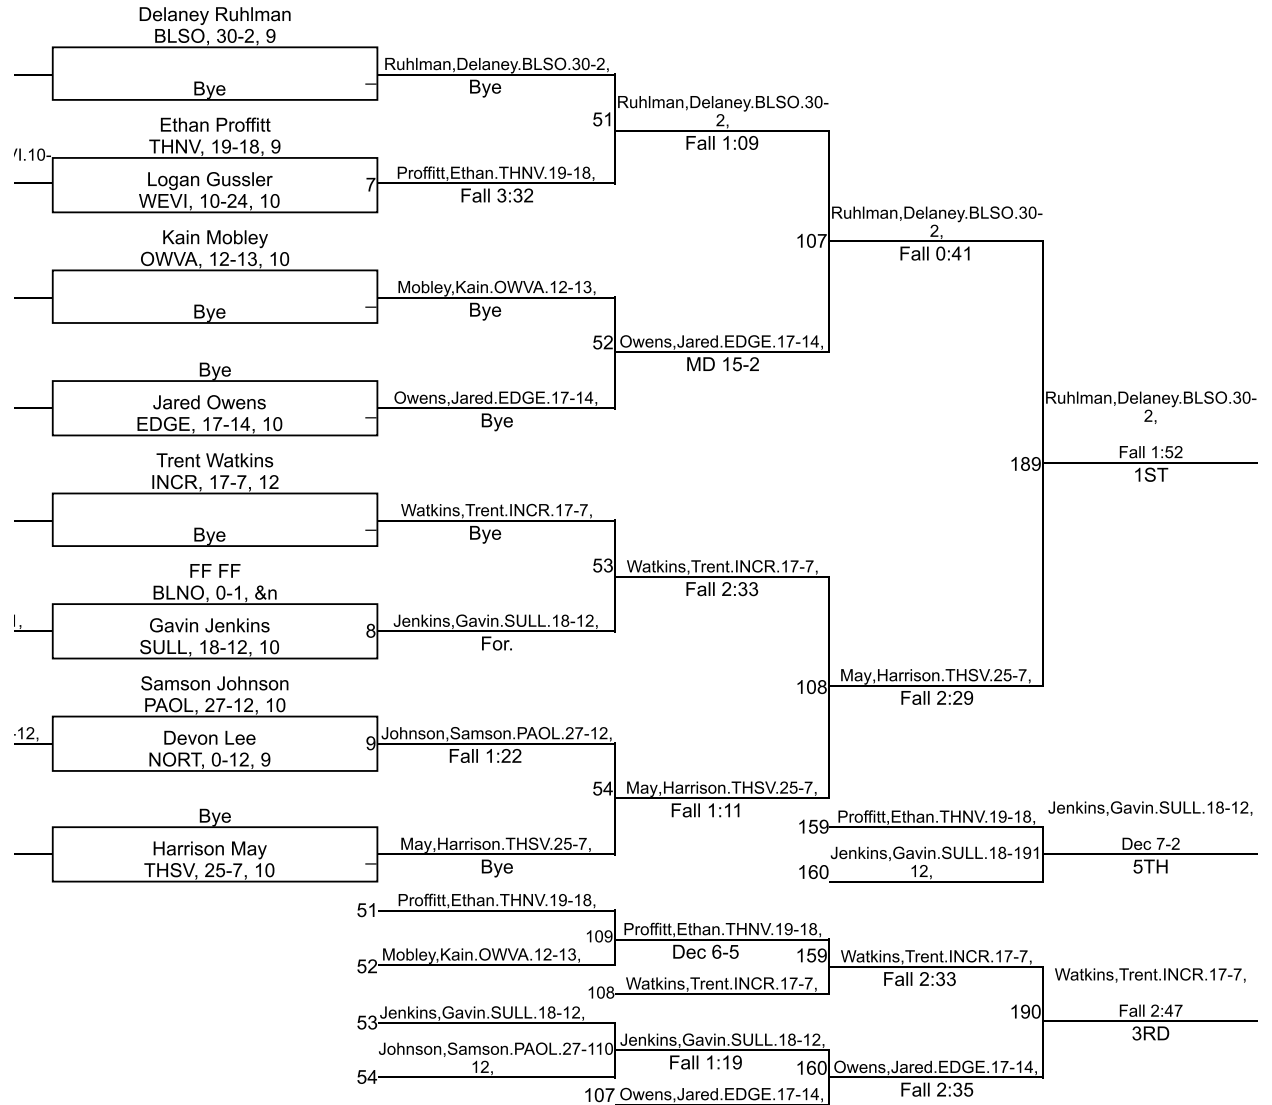 Delaney Ruhlman
BLSO, 30-2, 9
Bye
Ruhlman,Delaney.BLSO.30-2,
Bye
Ethan Proffitt
THNV, 19-18, 9
/I.10-
Logan Gussler
WEVI, 10-24, 10
7
Proffitt,Ethan.THNV.19-18,
Fall 3:32
51
Ruhlman,Delaney.BLSO.30-
2,
Fall 1:09
Kain Mobley
OWVA, 12-13, 10
Bye
Mobley,Kain.OWVA.12-13,
Bye
Bye
Jared Owens
EDGE, 17-14, 10
Owens,Jared.EDGE.17-14,
Bye
52
Owens,Jared.EDGE.17-14,
MD 15-2
107
Ruhlman,Delaney.BLSO.30-
2,
Fall 0:41
Trent Watkins
INCR, 17-7, 12
Bye
Watkins,Trent.INCR.17-7,
Bye
FF FF
BLNO, 0-1, &n
Gavin Jenkins
SULL, 18-12, 10
8
Jenkins,Gavin.SULL.18-12,
For.
53
Watkins,Trent.INCR.17-7,
Fall 2:33
Samson Johnson
PAOL, 27-12, 10
-12,
Devon Lee
NORT, 0-12, 9
9
Johnson,Samson.PAOL.27-12,
Fall 1:22
Bye
Harrison May
THSV, 25-7, 10
May,Harrison.THSV.25-7,
Bye
54
May,Harrison.THSV.25-7,
Fall 1:11
108
May,Harrison.THSV.25-7,
Fall 2:29
189
Ruhlman,Delaney.BLSO.30-
2,
Fall 1:52
1ST
159
Proffitt,Ethan.THNV.19-18,
160
Jenkins,Gavin.SULL.18-191
12,
Jenkins,Gavin.SULL.18-12,
Dec 7-2
5TH
51
Proffitt,Ethan.THNV.19-18,
52
Mobley,Kain.OWVA.12-13,
109
Proffitt,Ethan.THNV.19-18,
Dec 6-5
108
Watkins,Trent.INCR.17-7,
159
Watkins,Trent.INCR.17-7,
Fall 2:33
53
Jenkins,Gavin.SULL.18-12,
54
Johnson,Samson.PAOL.27-110
12,
Jenkins,Gavin.SULL.18-12,
Fall 1:19
107
Owens,Jared.EDGE.17-14,
160
Owens,Jared.EDGE.17-14,
Fall 2:35
190
Watkins,Trent.INCR.17-7,
Fall 2:47
3RD